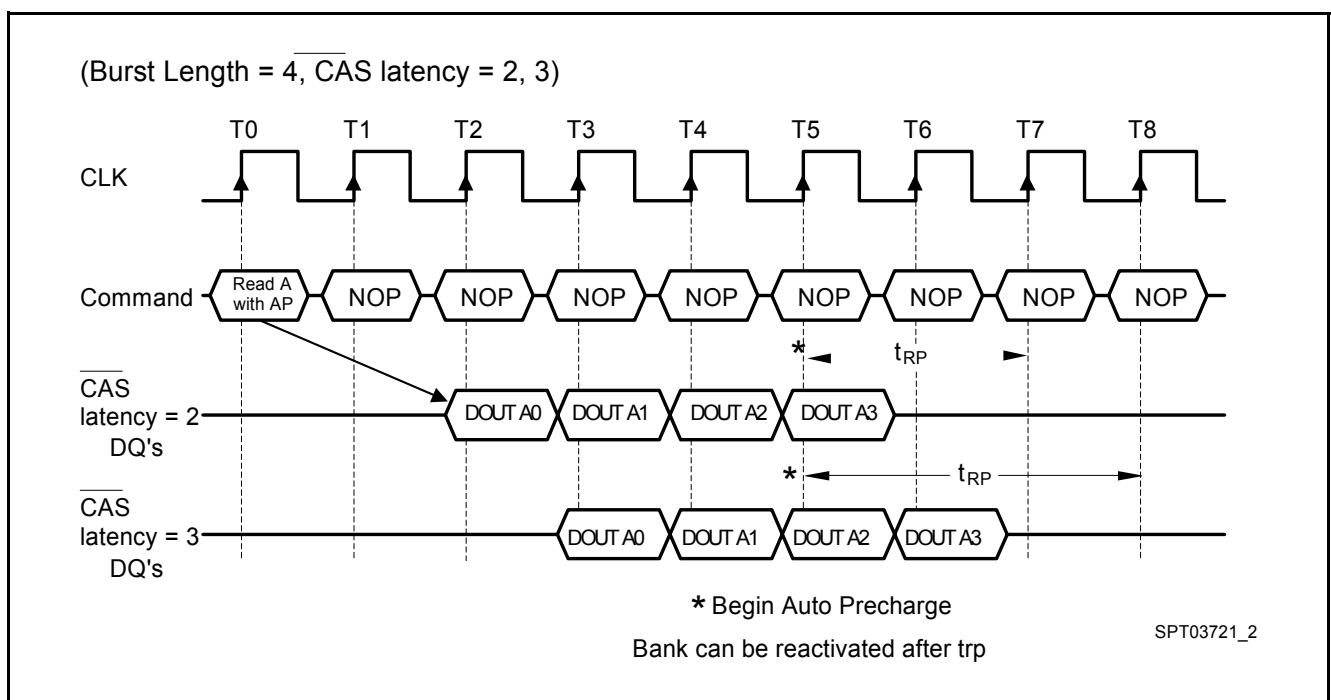 (Burst Length = 4, CAS latency = 2, 3)
T0 T1 T2 T3 T4 T5 T6 T7 T8
CLK
Command
Read A
with AP
NOP NOP NOP NOP NOP NOP NOP NOP
* tRP
CAS
latency = 2
DQ's
DOUT A0 DOUT A1 DOUT A2 DOUT A3
* tRP
CAS
latency = 3
DQ's
DOUT A0 DOUT A1 DOUT A2 DOUT A3
* Begin Auto Precharge
Bank can be reactivated after trp
SPT03721_2